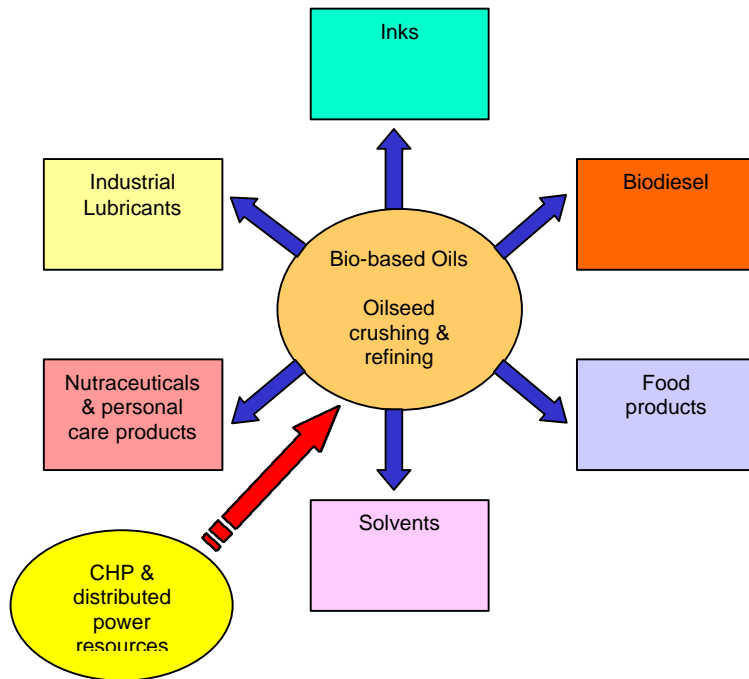 Inks
Industrial
Lubricants
Biodiesel
Bio-based Oils
Oilseed
crushing &
refining
Nutraceuticals
& personal
care products
Food
products
Solvents
CHP &
distributed
power
resources